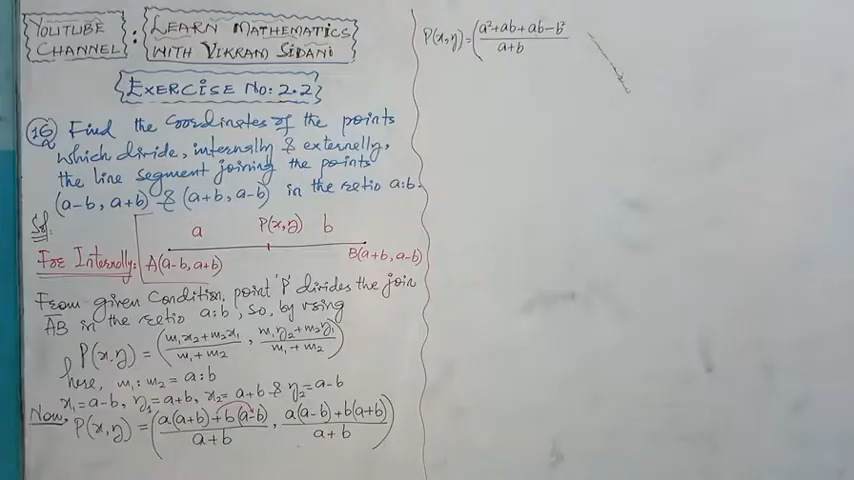 YOUTUBE CHANNEL : LEARN MATHEMATICS WITH VIKRAM SIDANI
EXERCISE NO: 2.2
16 Find the coordinates of the points
which divide, internally & externally,
the line segment joining the points
(a-b, a+b) & (a+b, a-b) in the ratio a:b.
Sol:
a P(x,y) b
For Internally: A(a-b, a+b) B(a+b, a-b)
From given condition, point 'P' divides the join
AB in the ratio a:b, so, by using
P(x,y) = ((m₁x₂+m₂x₁)/(m₁+m₂), (m₁y₂+m₂y₁)/(m₁+m₂))
here, m₁:m₂ = a:b
x₁=a-b, y₁=a+b, x₂=a+b & y₂=a-b
Now, P(x,y) = ((a(a+b)+b(a-b))/(a+b), (a(a-b)+b(a+b))/(a+b))
P(x,y) = ((a²+ab+ab-b²)/(a+b)